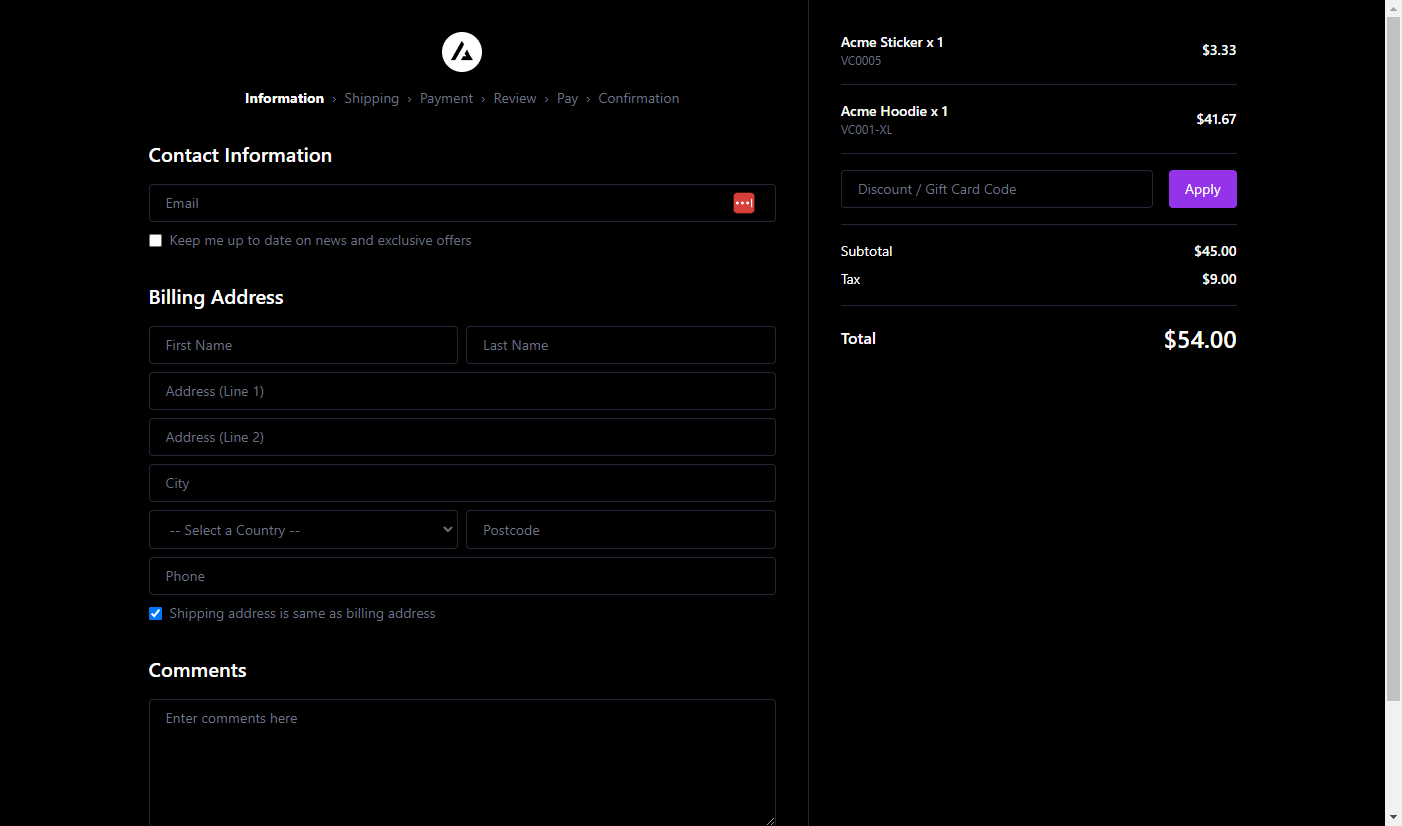 Information › Shipping › Payment › Review › Pay › Confirmation
Contact Information
Email
Keep me up to date on news and exclusive offers
Billing Address
First Name
Last Name
Address (Line 1)
Address (Line 2)
City
-- Select a Country --
Postcode
Phone
Shipping address is same as billing address
Comments
Enter comments here
Acme Sticker x 1
VC0005
$3.33
Acme Hoodie x 1
VC001-XL
$41.67
Discount / Gift Card Code
Apply
Subtotal $45.00
Tax $9.00
Total $54.00